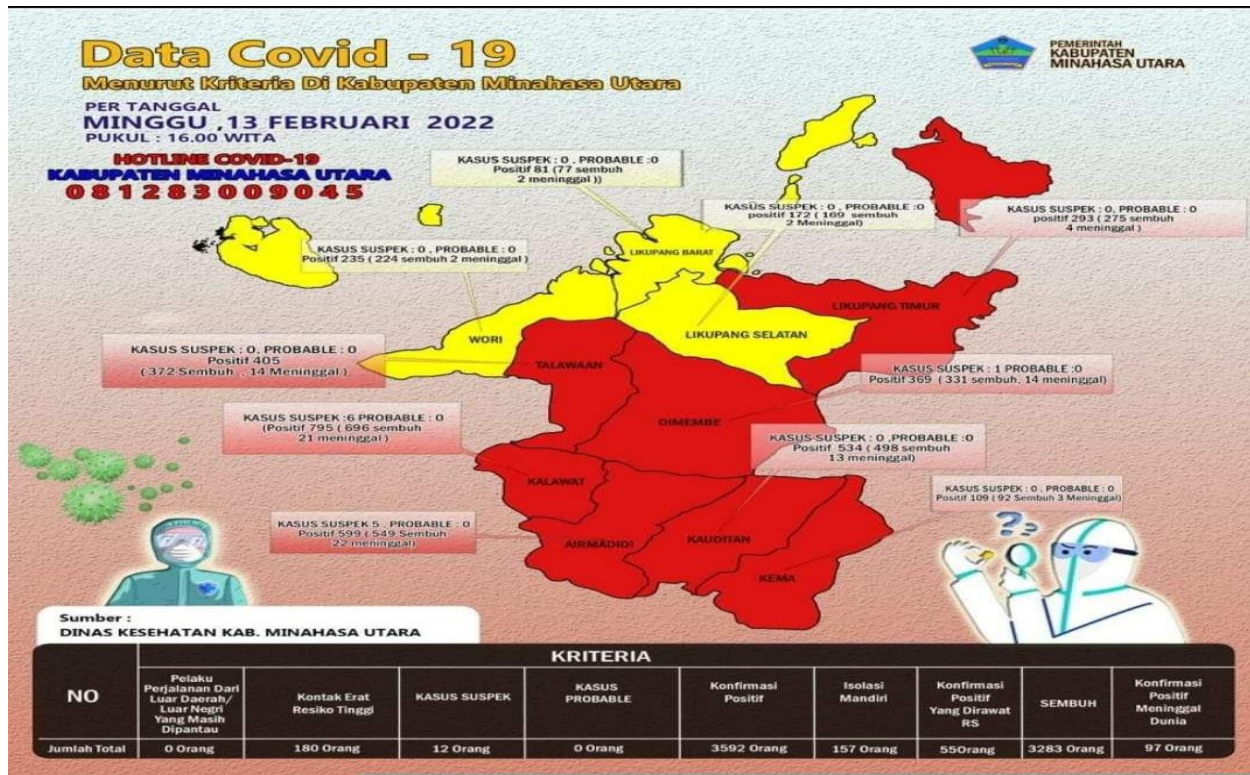 Data Covid - 19
Menurut Kriteria Di Kabupaten Minahasa Utara
PER TANGGAL
MINGGU ,13 FEBRUARI 2022
PUKUL : 16.00 WITA
HOTLINE COVID-19
KABUPATEN MINAHASA UTARA
081283009045
PEMERINTAH
KABUPATEN
MINAHASA UTARA
KASUS SUSPEK : 0 , PROBABLE :0
Positif 81 (77 sembuh
2 meninggal ))
KASUS SUSPEK : 0 , PROBABLE :0
positif 172 ( 169 sembuh
2 Meninggal)
KASUS SUSPEK : 0, PROBABLE : 0
positif 293 ( 275 sembuh
4 meninggal )
KASUS SUSPEK : 0 , PROBABLE : 0
Positif 235 ( 224 sembuh 2 meninggal )
LIKUPANG BARAT
LIKUPANG TIMUR
WORI
LIKUPANG SELATAN
KASUS SUSPEK : 0, PROBABLE : 0
Positif 405
( 372 Sembuh , . 14 Meninggal )
TALAWAAN
KASUS SUSPEK : 1 PROBABLE : 0
Positif 369 ( 331 sembuh, 14 meninggal)
KASUS SUSPEK :6 PROBABLE : 0
(Positif 795 ( 696 sembuh
21 meninggal )
DIMEMBE
KASUS SUSPEK : 0 ,PROBABLE :0
Positif 534 ( 498 sembuh
13 meninggal)
KALAWAT
KASUS SUSPEK : 0 , PROBABLE : 0
Positif 109 ( 92 Sembuh 3 Meninggal)
KASUS SUSPEK 5 , PROBABLE : 0
Positif 599 ( 549 Sembuh
22 meninggal)
AIRMADIDI
KAUDITAN
KEMA
Sumber :
DINAS KESEHATAN KAB. MINAHASA UTARA
KRITERIA
NO
Pelaku
Perjalanan Dari
Luar Daerah/
Luar Negri
Yang Masih
Dipantau
Kontak Erat
Resiko Tinggi
KASUS SUSPEK
KASUS
PROBABLE
Konfirmasi
Positif
Isolasi
Mandiri
Konfirmasi
Positif
Yang Dirawat
RS
SEMBUH
Konfirmasi
Positif
Meninggal
Dunia
Jumlah Total
0 Orang
180 Orang
12 Orang
0 Orang
3592 Orang
157 Orang
55Orang
3283 Orang
97 Orang